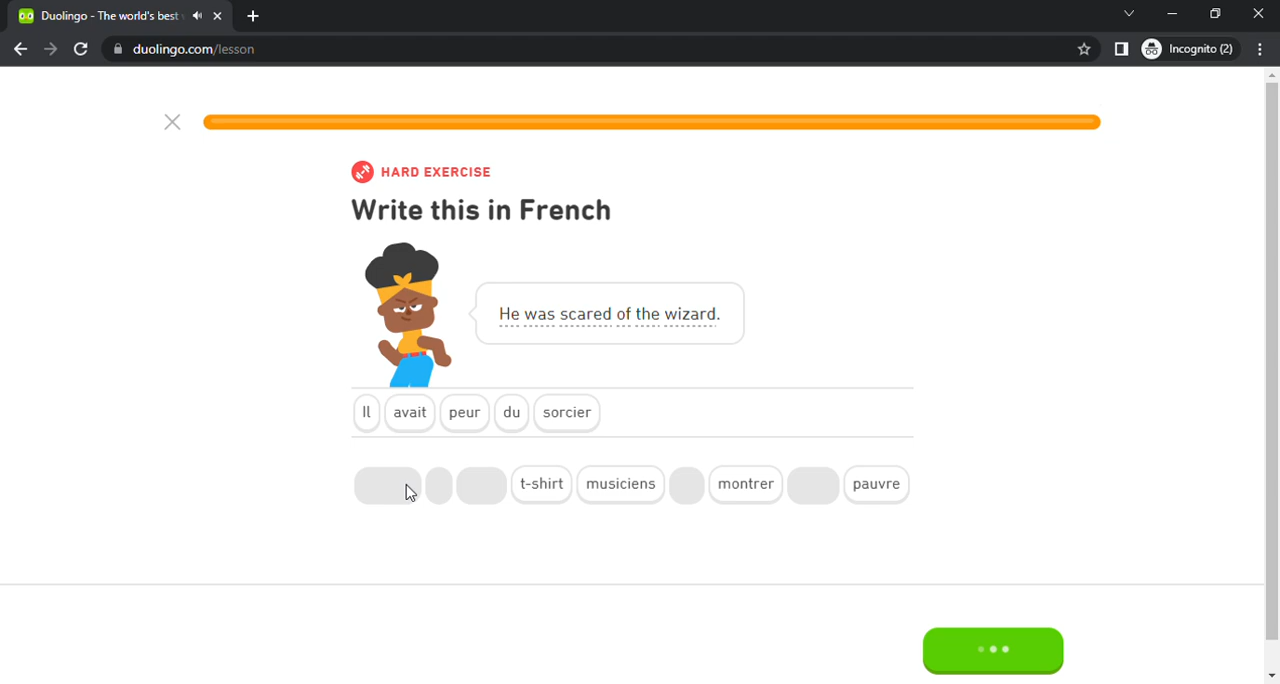 Duolingo - The world's best
duolingo.com/lesson
Incognito (2)
HARD EXERCISE
Write this in French
He was scared of the wizard.
Il avait peur du sorcier
t-shirt musiciens montrer pauvre